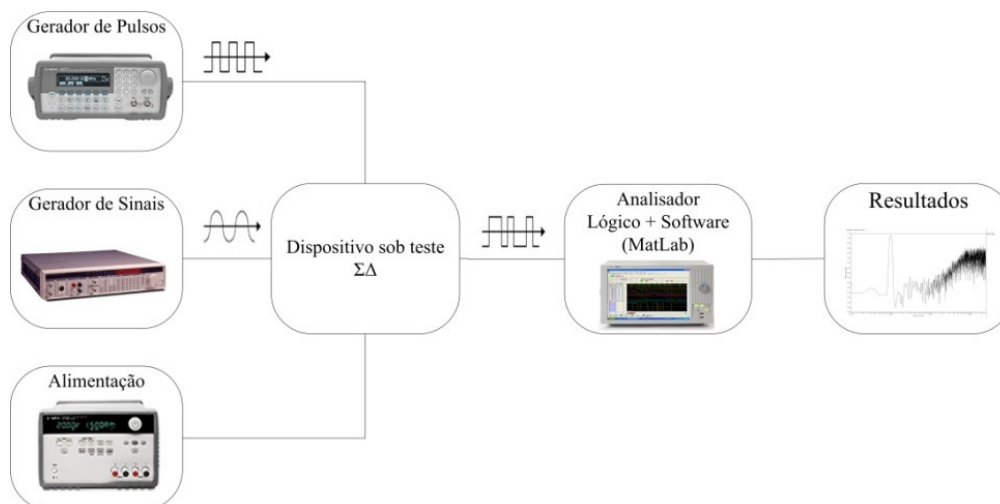 Gerador de Pulsos
Gerador de Sinais
Alimentação
Dispositivo sob teste
ΣΔ
Analisador
Lógico + Software
(MatLab)
Resultados